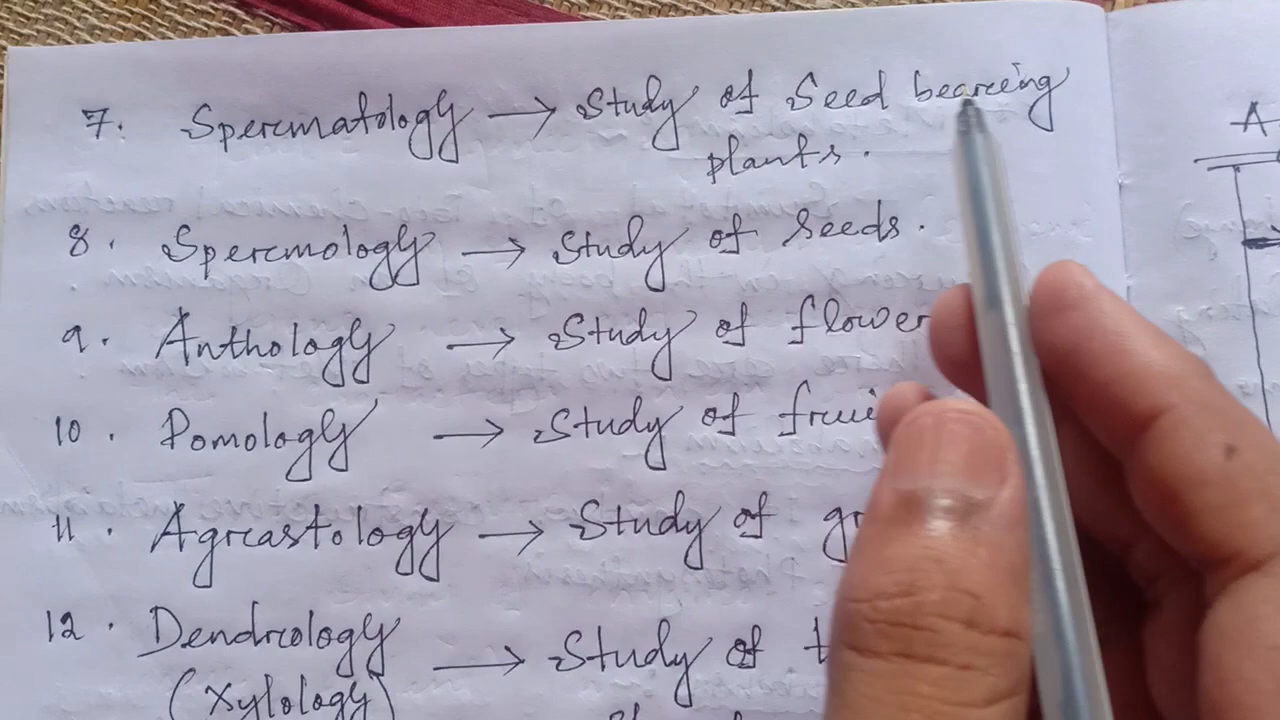 7. Spermatology → Study of Seed bearing
plants.
8. Spermology → Study of Seeds.
9. Anthology → Study of flower
10. Pomology → Study of frui
11. Agrastology → Study of gr
12. Dendrology → Study of t
(Xylology)
A